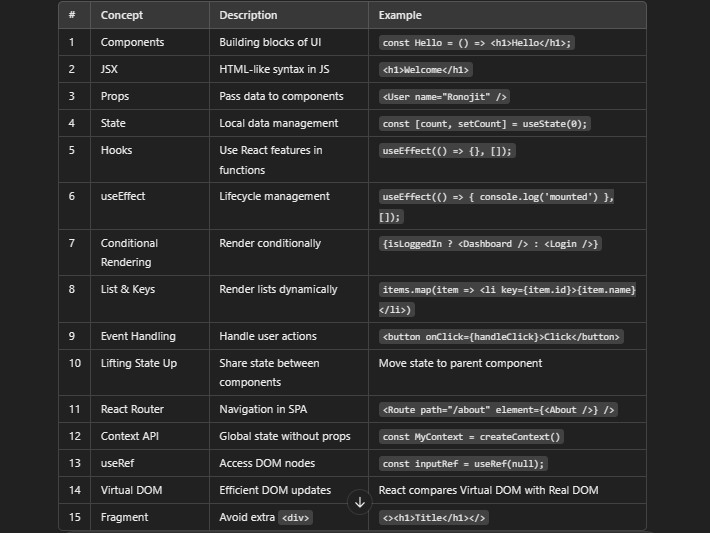 # Concept Description Example
1 Components Building blocks of UI const Hello = () => <h1>Hello</h1>;
2 JSX HTML-like syntax in JS <h1>Welcome</h1>
3 Props Pass data to components <User name="Ronojit" />
4 State Local data management const [count, setCount] = useState(0);
5 Hooks Use React features in useEffect(() => {}, []);
functions
6 useEffect Lifecycle management useEffect(() => { console.log('mounted') },
[]);
7 Conditional Render conditionally {isLoggedIn ? <Dashboard /> : <Login />}
Rendering
8 List & Keys Render lists dynamically items.map(item => <li key={item.id}>{item.name}
</li>)
9 Event Handling Handle user actions <button onClick={handleClick}>Click</button>
10 Lifting State Up Share state between Move state to parent component
components
11 React Router Navigation in SPA <Route path="/about" element={<About />} />
12 Context API Global state without props const MyContext = createContext()
13 useRef Access DOM nodes const inputRef = useRef(null);
14 Virtual DOM Efficient DOM updates React compares Virtual DOM with Real DOM
15 Fragment Avoid extra <div> <><h1>Title</h1></>